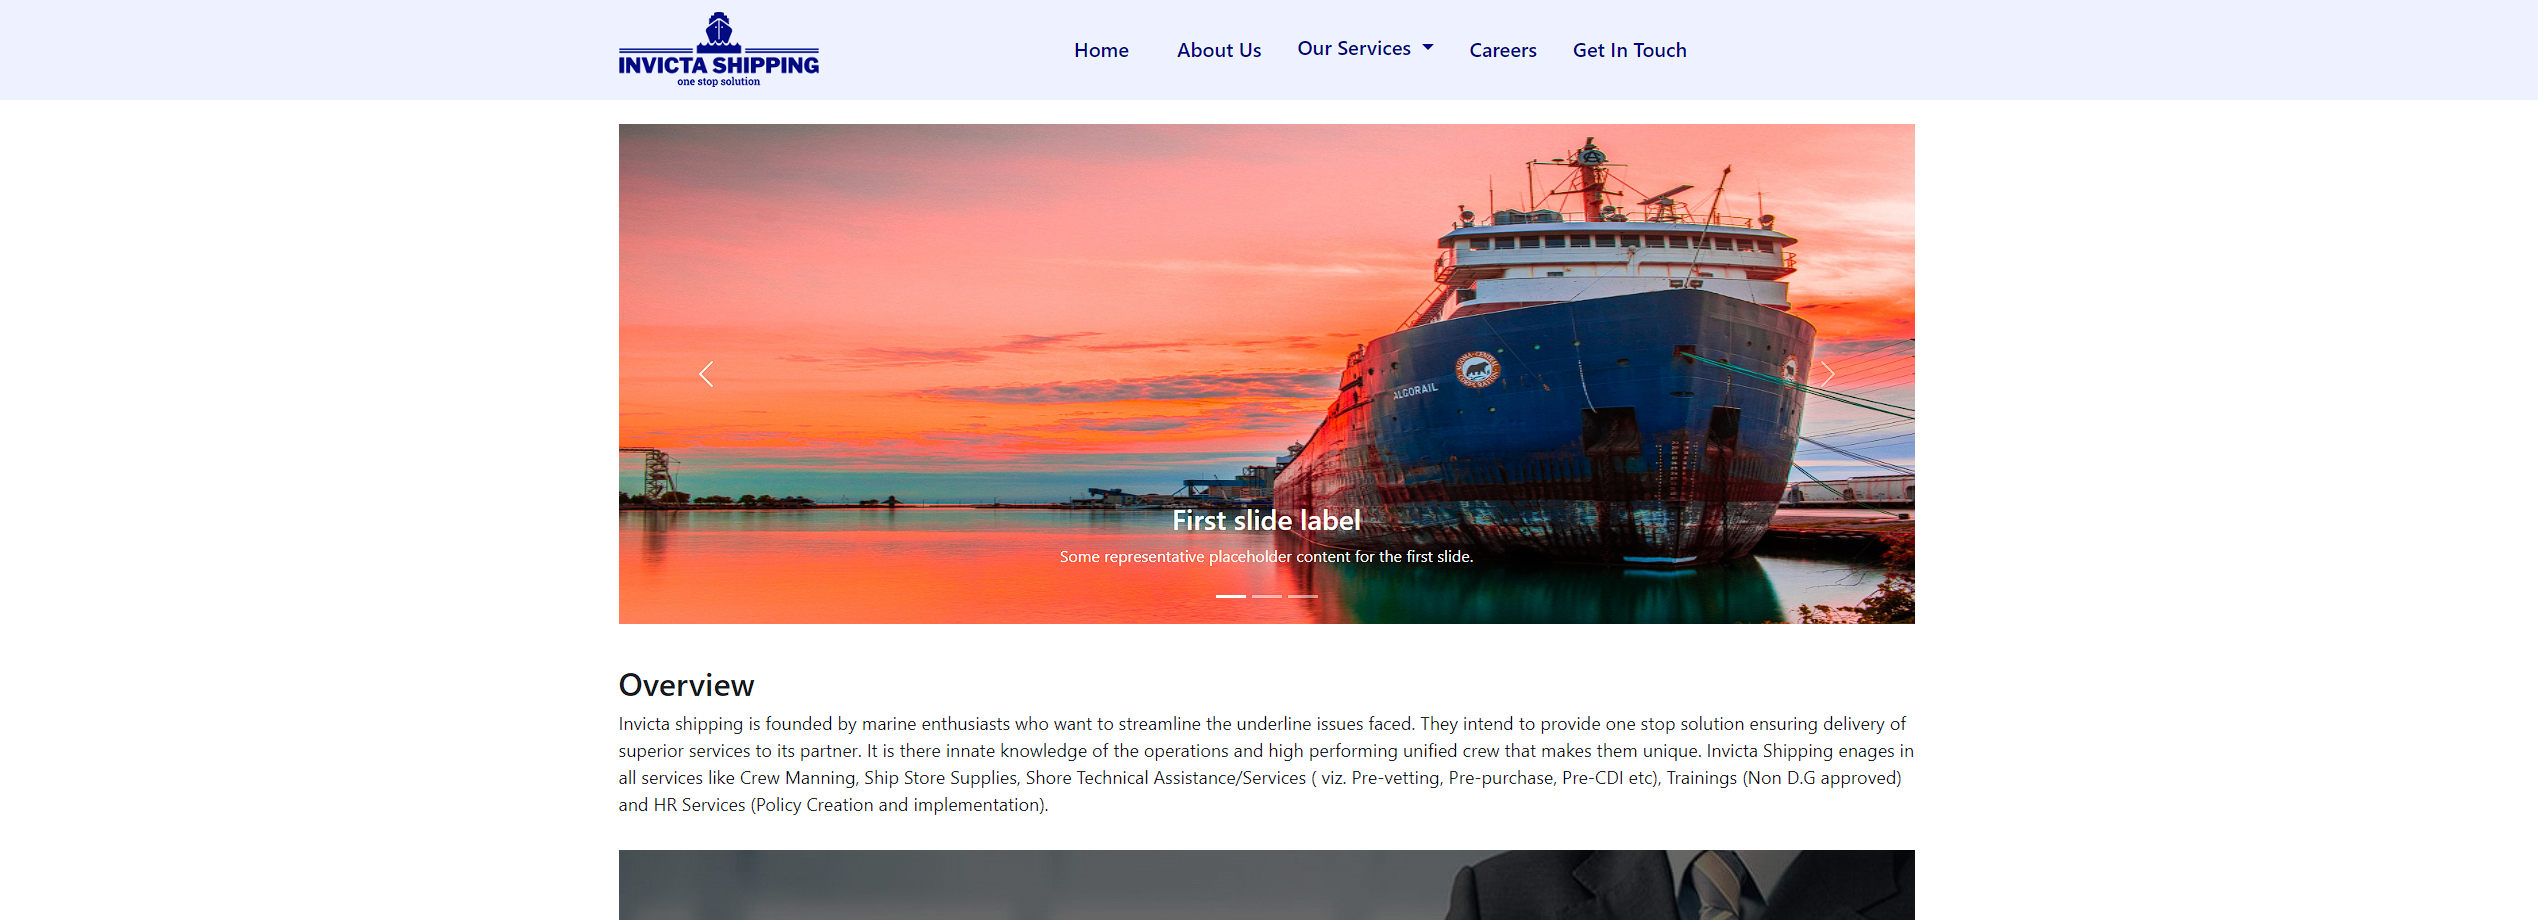 INVICTA SHIPPING
one stop solution
Home About Us Our Services Careers Get In Touch
ALGORAIL
First slide label
Some representative placeholder content for the first slide.
Overview
Invicta shipping is founded by marine enthusiasts who want to streamline the underline issues faced. They intend to provide one stop solution ensuring delivery of
superior services to its partner. It is there innate knowledge of the operations and high performing unified crew that makes them unique. Invicta Shipping enages in
all services like Crew Manning, Ship Store Supplies, Shore Technical Assistance/Services ( viz. Pre-vetting, Pre-purchase, Pre-CDI etc), Trainings (Non D.G approved)
and HR Services (Policy Creation and implementation).